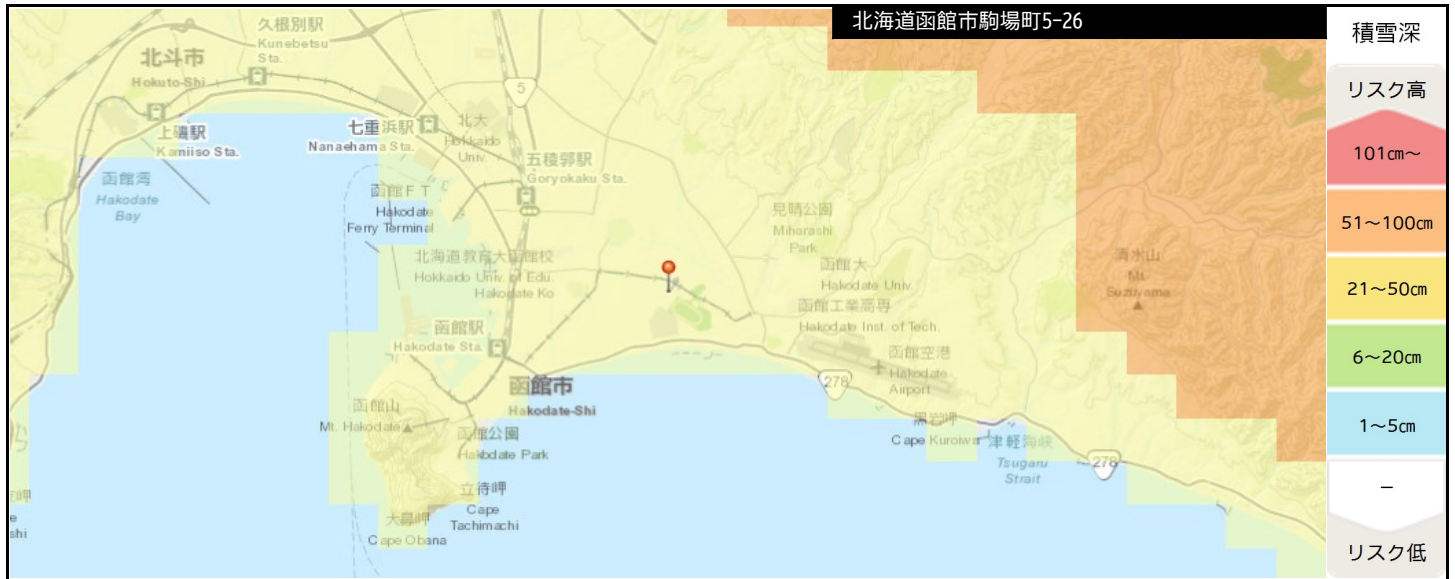 北海道函館市駒場町5-26
積雪深
リスク高
101㎝～
51～100㎝
21～50㎝
6～20㎝
1～5㎝
－
リスク低
久根別駅
Kunebetsu
Sta.
北斗市
Hokuto-Shi
5
上磯駅
Kamiiso Sta.
七重浜駅
Nanaehama Sta.
北大
Hokkaido
Univ.
五稜郭駅
Goryokaku Sta.
函館湾
Hakodate
Bay
函館FT
Hakodate
Ferry Terminal
見晴公園
Miharashi
Park
北海道教育大函館校
Hokkaido Univ. of Edu.
Hakodate Ko
函館大
Hakodate Univ.
清水山
Mt.
Suzuyama
函館工業高専
Hakodate Inst. of Tech.
函館駅
Hakodate Sta.
函館空港
Hakodate
Airport
278
函館市
Hakodate-Shi
函館山
Mt. Hakodate
函館公園
Hakodate Park
黒岩岬
Cape Kuroiwa
津軽海峡
Tsugaru
Strait
278
立待岬
Cape
Tachimachi
大鼻岬
Cape Obana
岬
e
shi